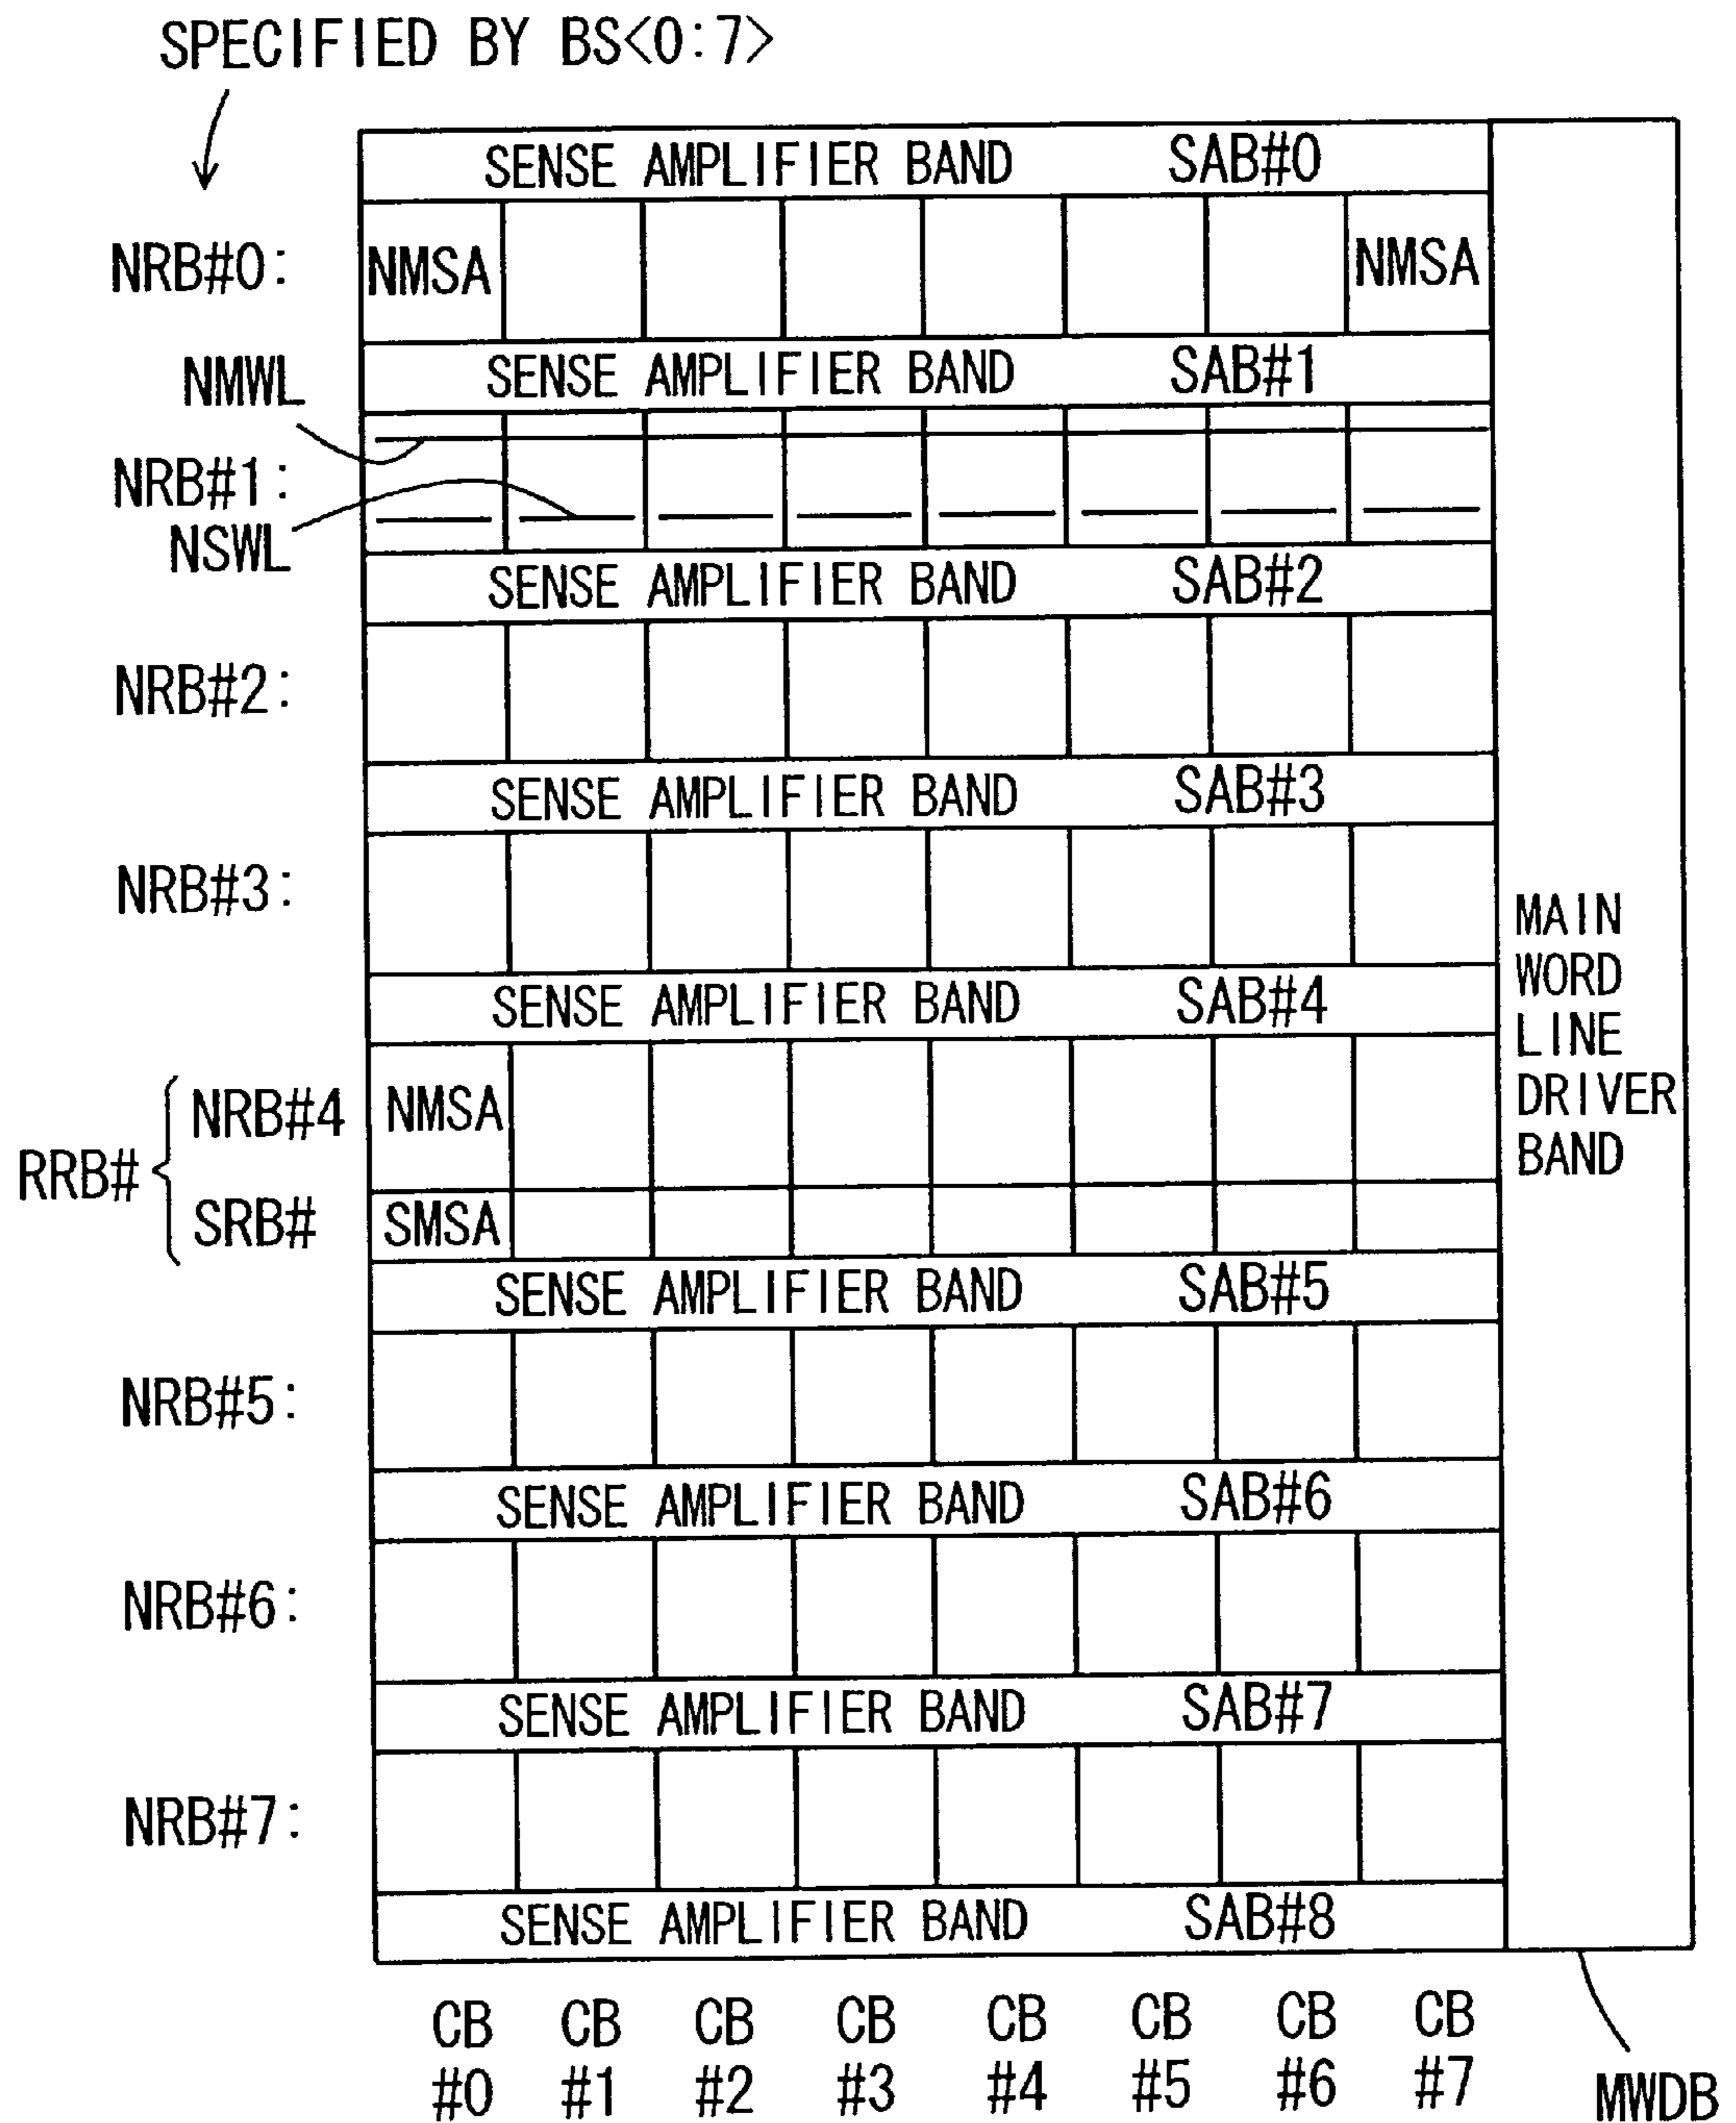 SPECIFIED BY BS<0:7>
SENSE AMPLIFIER BAND SAB#0
NRB#0: NMSA NMSA
SENSE AMPLIFIER BAND SAB#1
NMWL
NRB#1:
NSWL
SENSE AMPLIFIER BAND SAB#2
NRB#2:
SENSE AMPLIFIER BAND SAB#3
NRB#3:
SENSE AMPLIFIER BAND SAB#4
MAIN
WORD
LINE
DRIVER
BAND
NRB#4 NMSA
RRB#
SRB# SMSA
SENSE AMPLIFIER BAND SAB#5
NRB#5:
SENSE AMPLIFIER BAND SAB#6
NRB#6:
SENSE AMPLIFIER BAND SAB#7
NRB#7:
SENSE AMPLIFIER BAND SAB#8
CB CB CB CB CB CB CB CB
#0 #1 #2 #3 #4 #5 #6 #7
MWDB